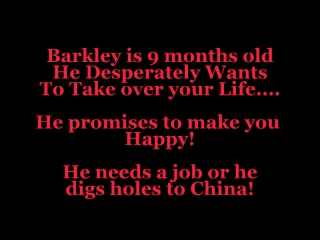 Barkley is 9 months old
He Desperately Wants
To Take over your Life....
He promises to make you
Happy!
He needs a job or he
digs holes to China!